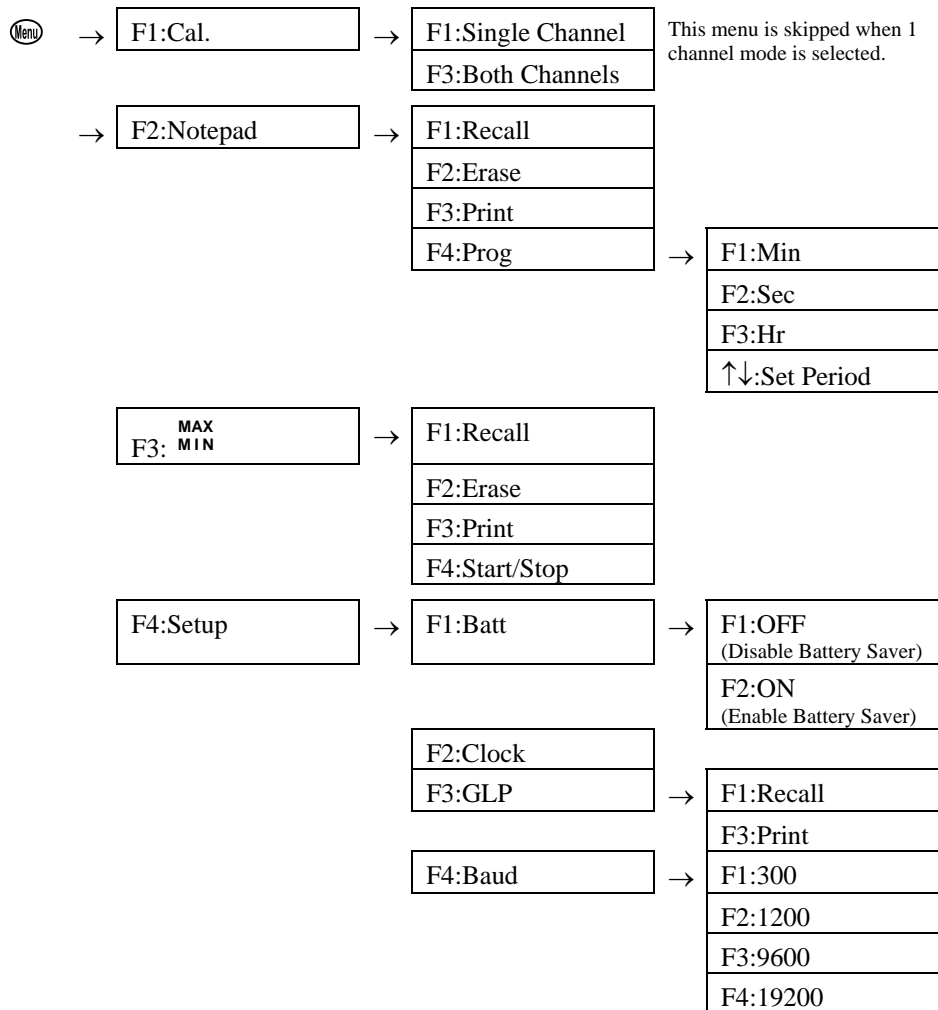 Menu → F1:Cal. → F1:Single Channel This menu is skipped when 1
F3:Both Channels channel mode is selected.
→ F2:Notepad → F1:Recall
F2:Erase
F3:Print
F4:Prog → F1:Min
F2:Sec
F3:Hr
↑↓:Set Period
F3: MAX MIN → F1:Recall
F2:Erase
F3:Print
F4:Start/Stop
F4:Setup → F1:Batt → F1:OFF
(Disable Battery Saver)
F2:ON
(Enable Battery Saver)
F2:Clock
F3:GLP → F1:Recall
F3:Print
F4:Baud → F1:300
F2:1200
F3:9600
F4:19200